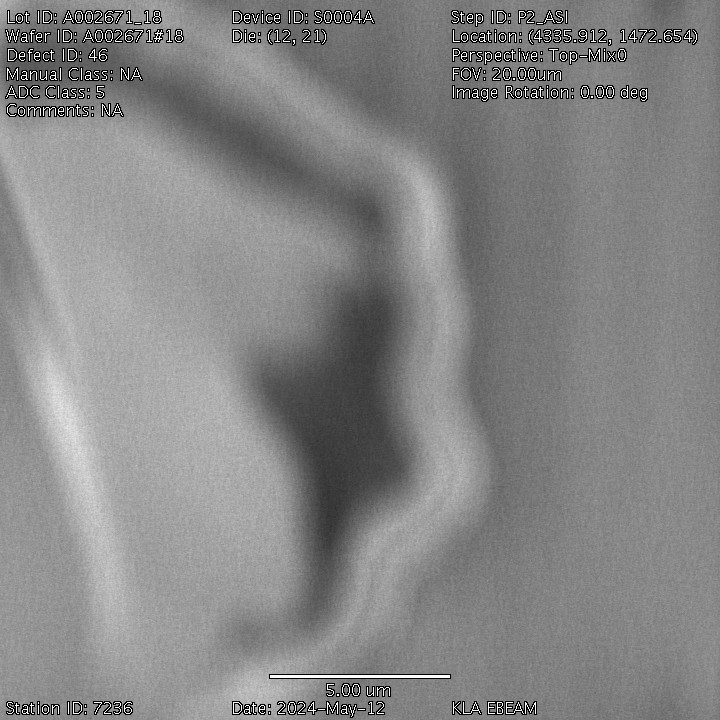 Lot ID: A002671_18 Device ID: S0004A Step ID: P2_ASI
Wafer ID: A002671#18 Die: (12, 21) Location: (4335.912, 1472.654)
Defect ID: 46 Perspective: Top-Mix0
Manual Class: NA FOV: 20.00um
ADC Class: 5 Image Rotation: 0.00 deg
Comments: NA
5.00 um
Station ID: 7236 Date: 2024-May-12 KLA EBEAM